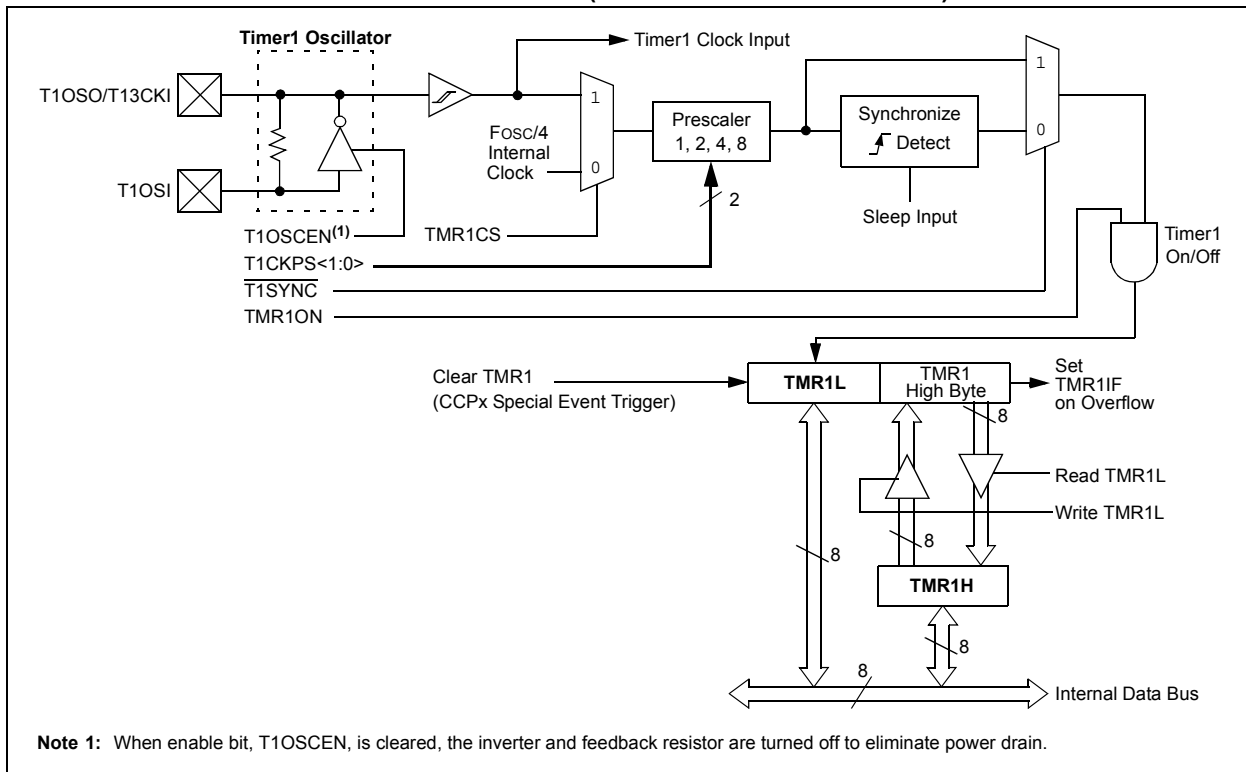 Timer1 Oscillator
Timer1 Clock Input
T1OSO/T13CKI
T1OSI
FOSC/4
Internal
Clock
1
0
Prescaler
1, 2, 4, 8
2
Synchronize
Detect
Sleep Input
1
0
T1OSCEN(1)
TMR1CS
T1CKPS<1:0>
T1SYNC
TMR1ON
Timer1
On/Off
Clear TMR1
(CCPx Special Event Trigger)
TMR1L
TMR1
High Byte
Set
TMR1IF
on Overflow
8
Read TMR1L
Write TMR1L
8
8
TMR1H
8
8
Internal Data Bus
Note 1: When enable bit, T1OSCEN, is cleared, the inverter and feedback resistor are turned off to eliminate power drain.